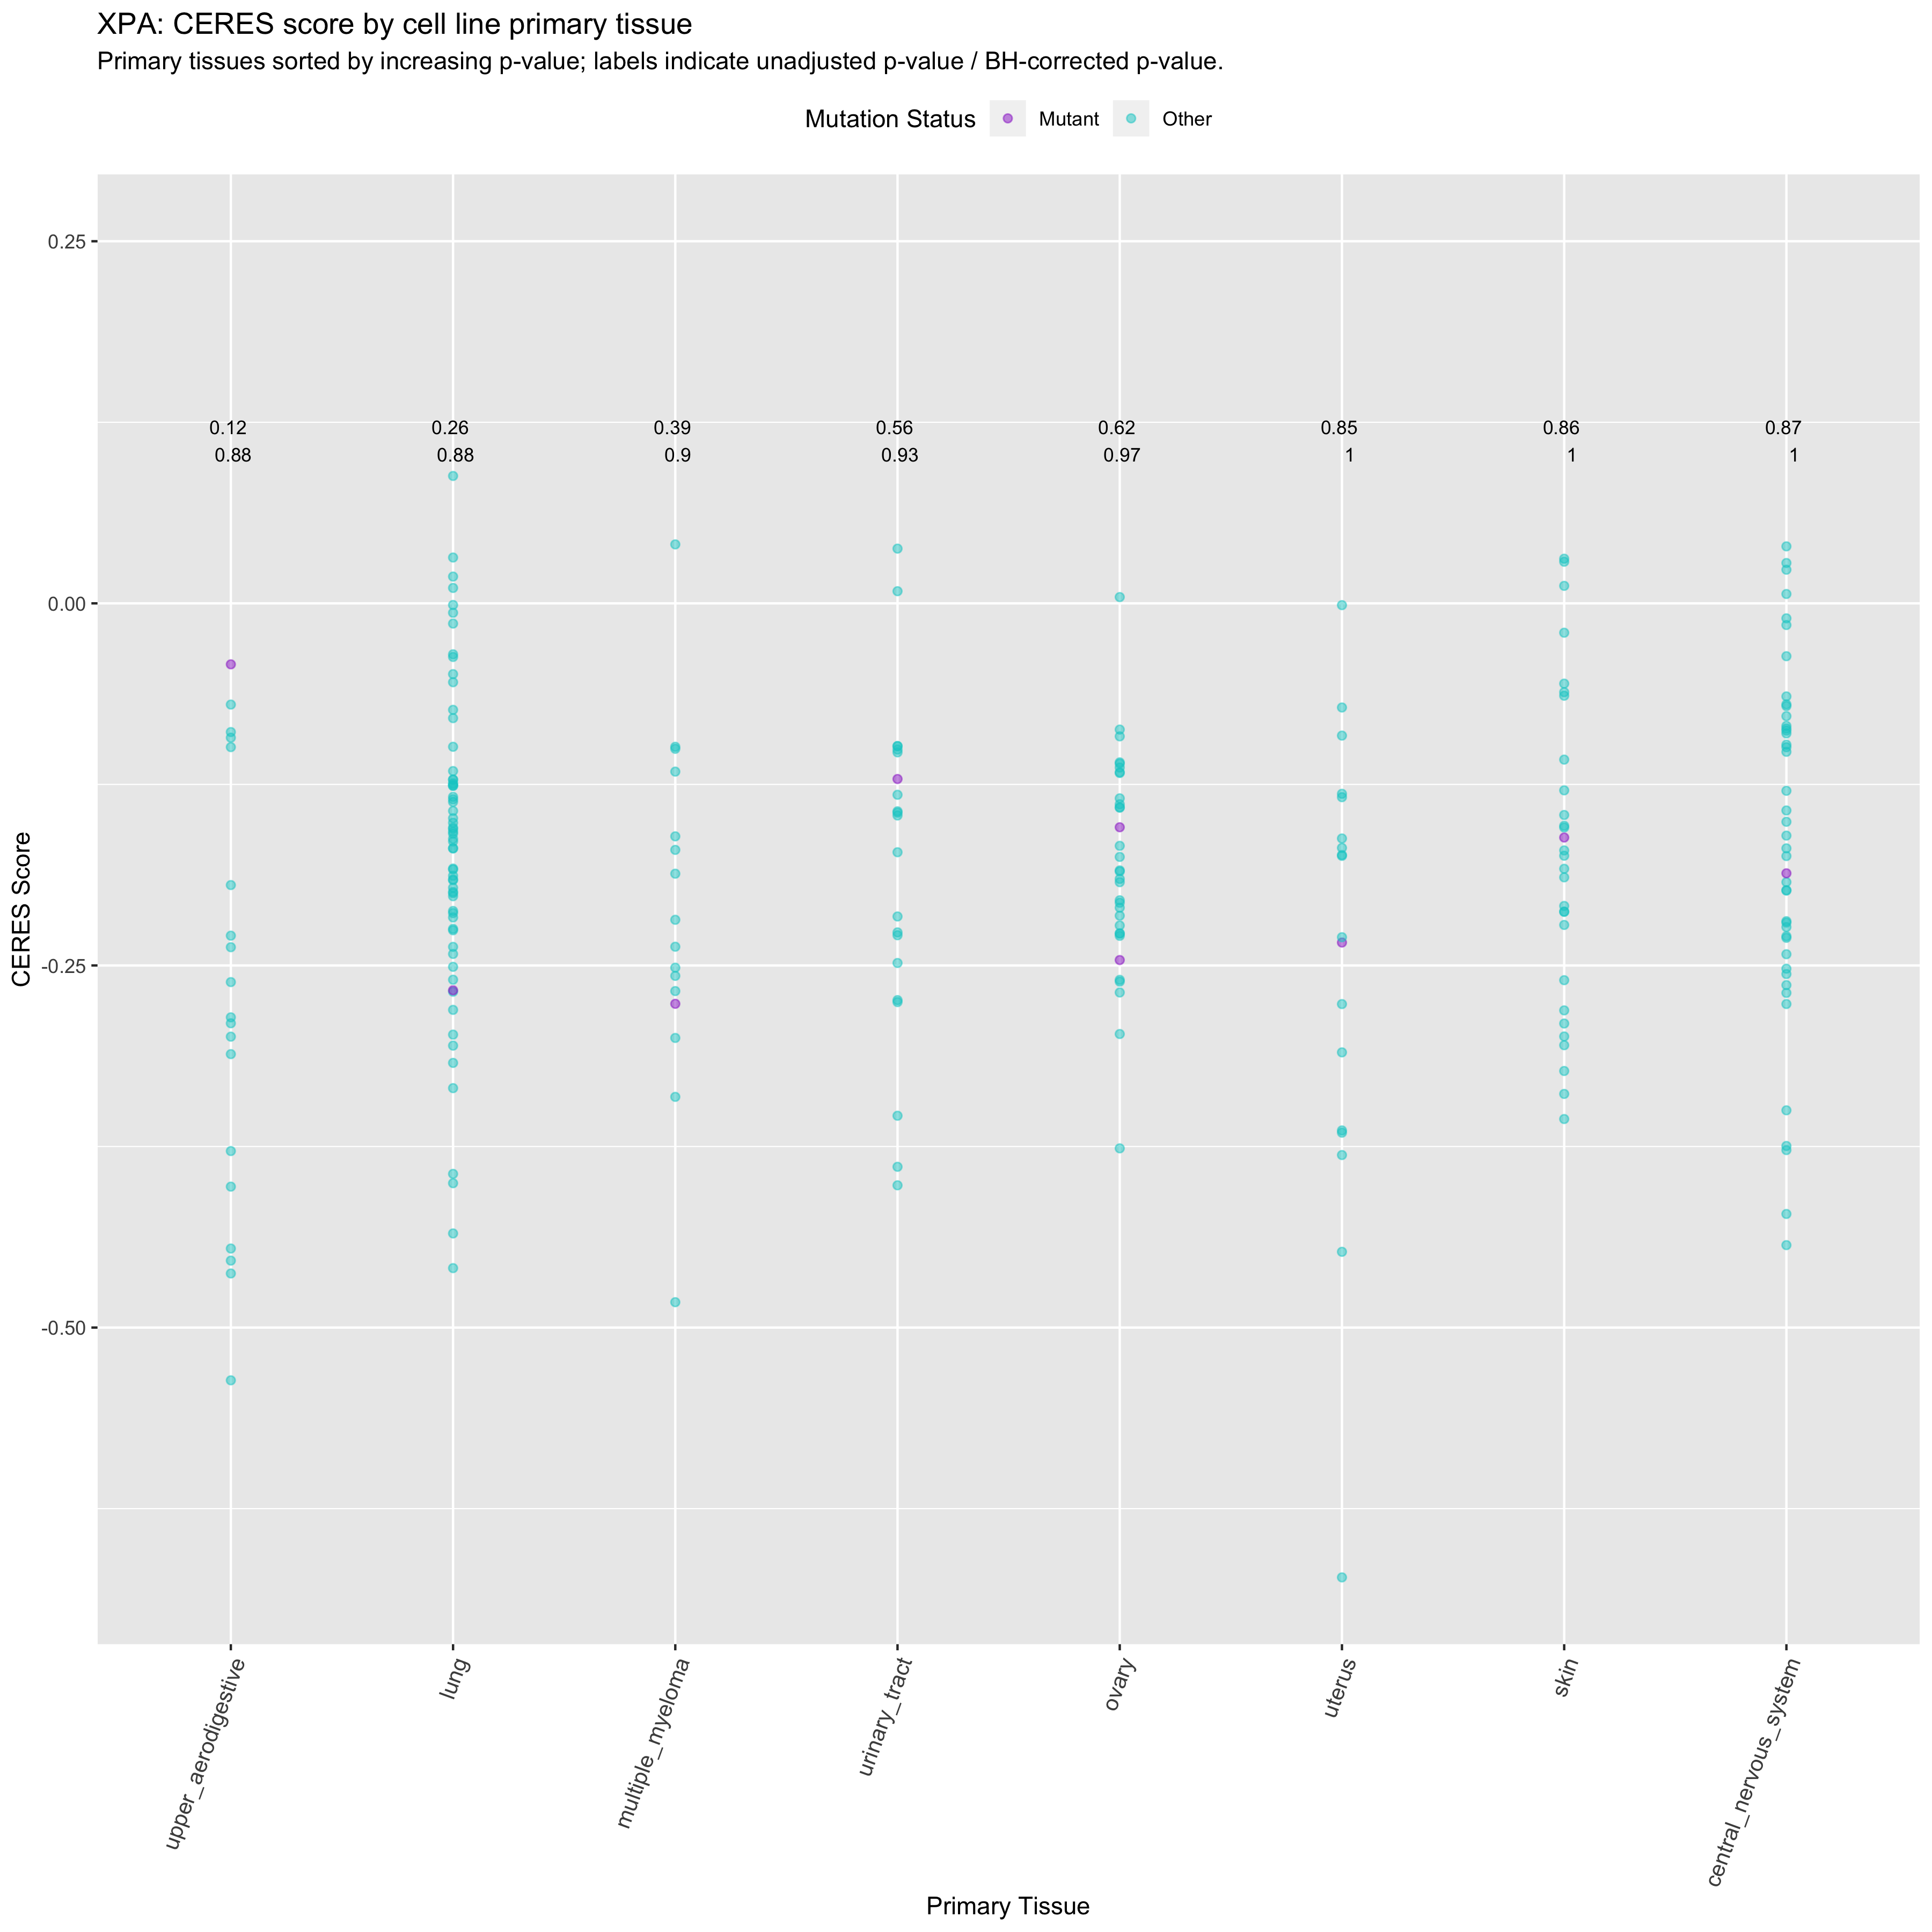 XPA: CERES score by cell line primary tissue
Primary tissues sorted by increasing p-value; labels indicate unadjusted p-value / BH-corrected p-value.
Mutation Status Mutant Other
0.25
0.12 0.26 0.39 0.56 0.62 0.85 0.86 0.87
0.88 0.88 0.9 0.93 0.97 1 1 1
0.00
CERES Score
-0.25
-0.50
upper_aerodigestive
lung
multiple_myeloma
urinary_tract
ovary
uterus
skin
central_nervous_system
Primary Tissue